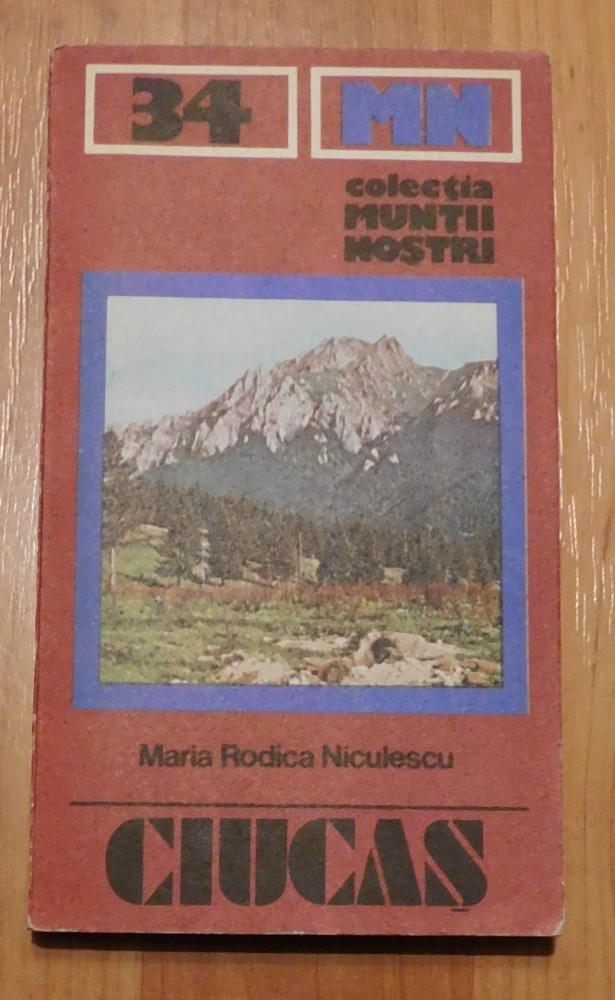 34 MN
colecția
MUNȚII
NOȘTRI
Maria Rodica Niculescu
CIUCAȘ